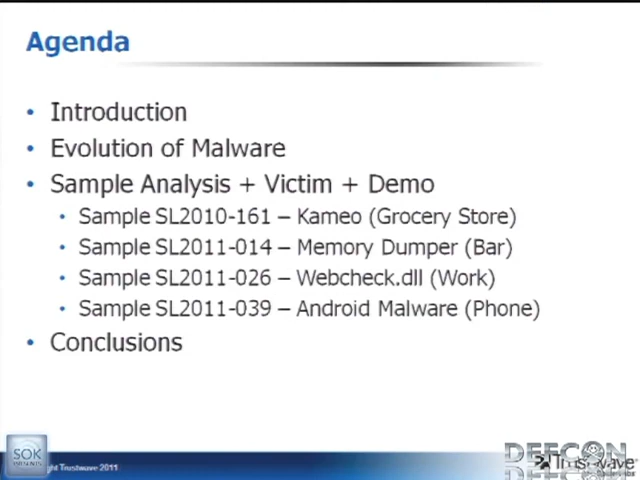 Agenda
• Introduction
• Evolution of Malware
• Sample Analysis + Victim + Demo
• Sample SL2010-161 – Kameo (Grocery Store)
• Sample SL2011-014 – Memory Dumper (Bar)
• Sample SL2011-026 – Webcheck.dll (Work)
• Sample SL2011-039 – Android Malware (Phone)
• Conclusions
SOK
ght Trustwave 2011
DEFCON
Trustwave